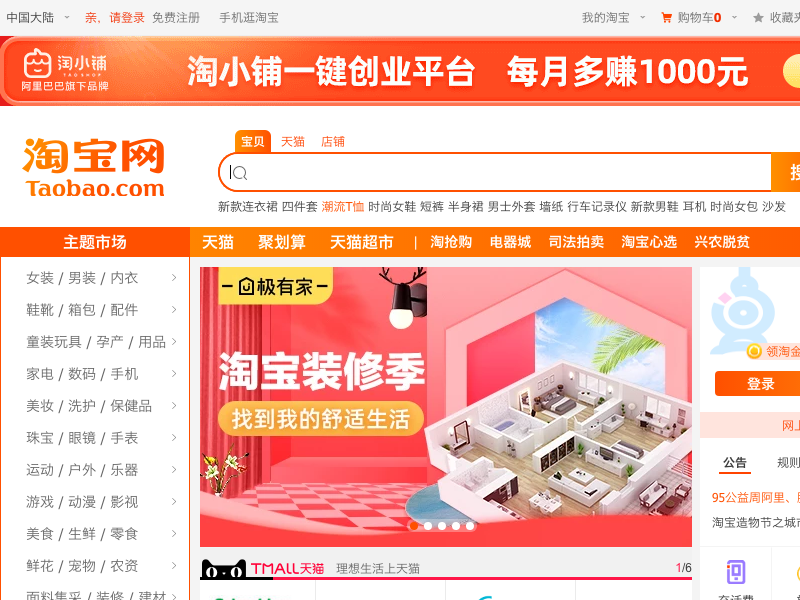 中国大陆 亲，请登录 免费注册 手机逛淘宝 我的淘宝 购物车0 收藏夹
淘小铺
TAO SHOP
阿里巴巴旗下品牌
淘小铺一键创业平台 每月多赚1000元
宝贝 天猫 店铺
淘宝网
Taobao.com
搜
新款连衣裙 四件套 潮流T恤 时尚女鞋 短裤 半身裙 男士外套 墙纸 行车记录仪 新款男鞋 耳机 时尚女包 沙发
主题市场 天猫 聚划算 天猫超市 | 淘抢购 电器城 司法拍卖 淘宝心选 兴农脱贫
女装 / 男装 / 内衣
鞋靴 / 箱包 / 配件
童装玩具 / 孕产 / 用品
家电 / 数码 / 手机
美妆 / 洗护 / 保健品
珠宝 / 眼镜 / 手表
运动 / 户外 / 乐器
游戏 / 动漫 / 影视
美食 / 生鲜 / 零食
鲜花 / 宠物 / 农资
面料集采 / 装修 / 建材
极有家
淘宝装修季
找到我的舒适生活
TMALL天猫 理想生活上天猫 1/6
领淘金
登录
网上
公告 规则
95公益周阿里、
淘宝造物节之城市
充话费